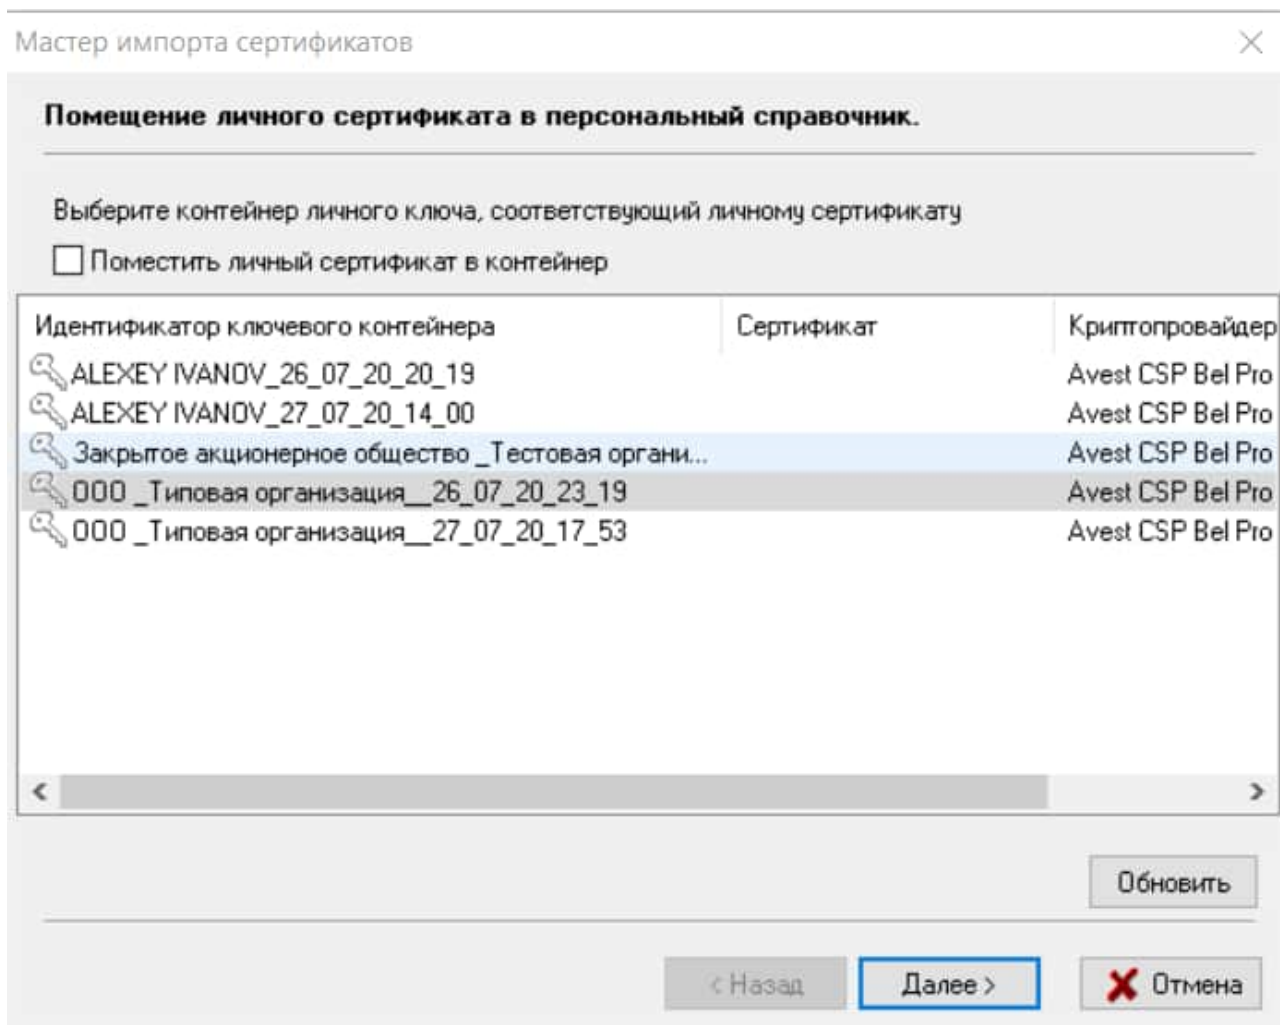 Мастер импорта сертификатов
Помещение личного сертификата в персональный справочник.
Выберите контейнер личного ключа, соответствующий личному сертификату
Поместить личный сертификат в контейнер
Идентификатор ключевого контейнера Сертификат Криптопровайдер
ALEXEY IVANOV_26_07_20_20_19 Avest CSP Bel Pro
ALEXEY IVANOV_27_07_20_14_00 Avest CSP Bel Pro
Закрытое акционерное общество _Тестовая органи... Avest CSP Bel Pro
ООО _Типовая организация__26_07_20_23_19 Avest CSP Bel Pro
ООО _Типовая организация__27_07_20_17_53 Avest CSP Bel Pro
Обновить
< Назад Далее > Отмена